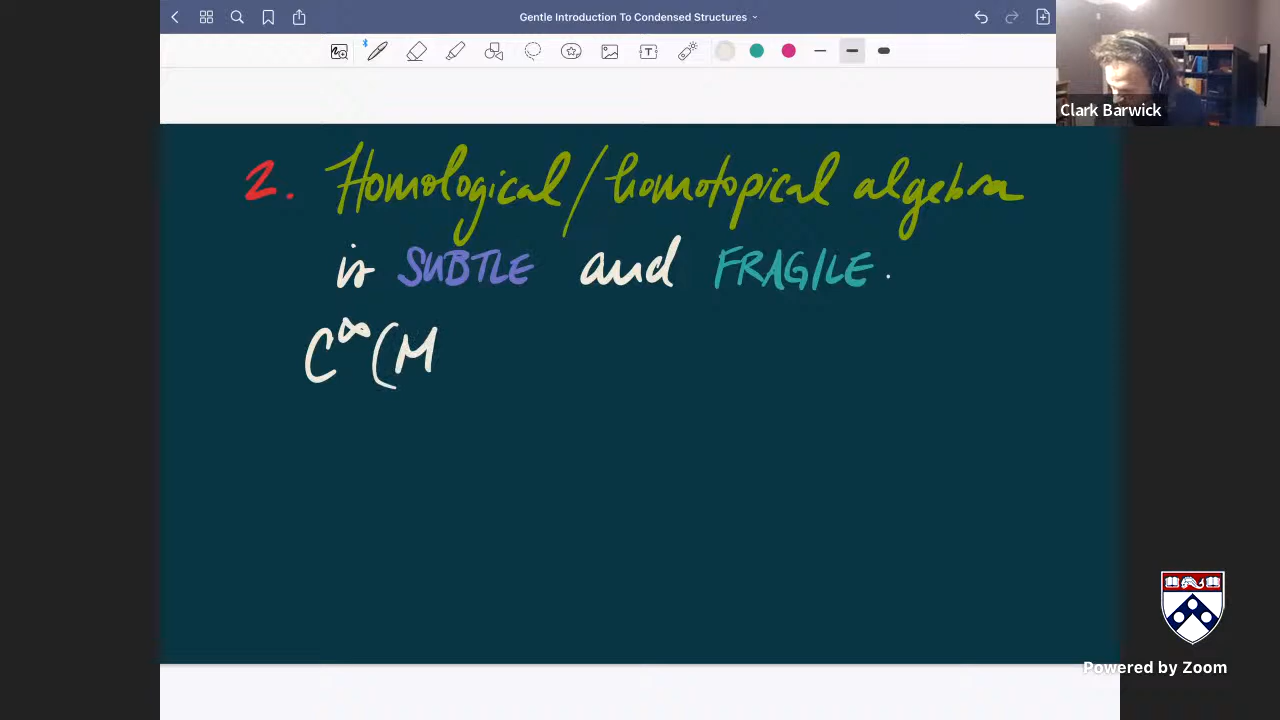 Gentle Introduction To Condensed Structures
Clark Barwick
2. Homological/homotopical algebra
is SUBTLE and FRAGILE.
C^∞(M
Powered by Zoom